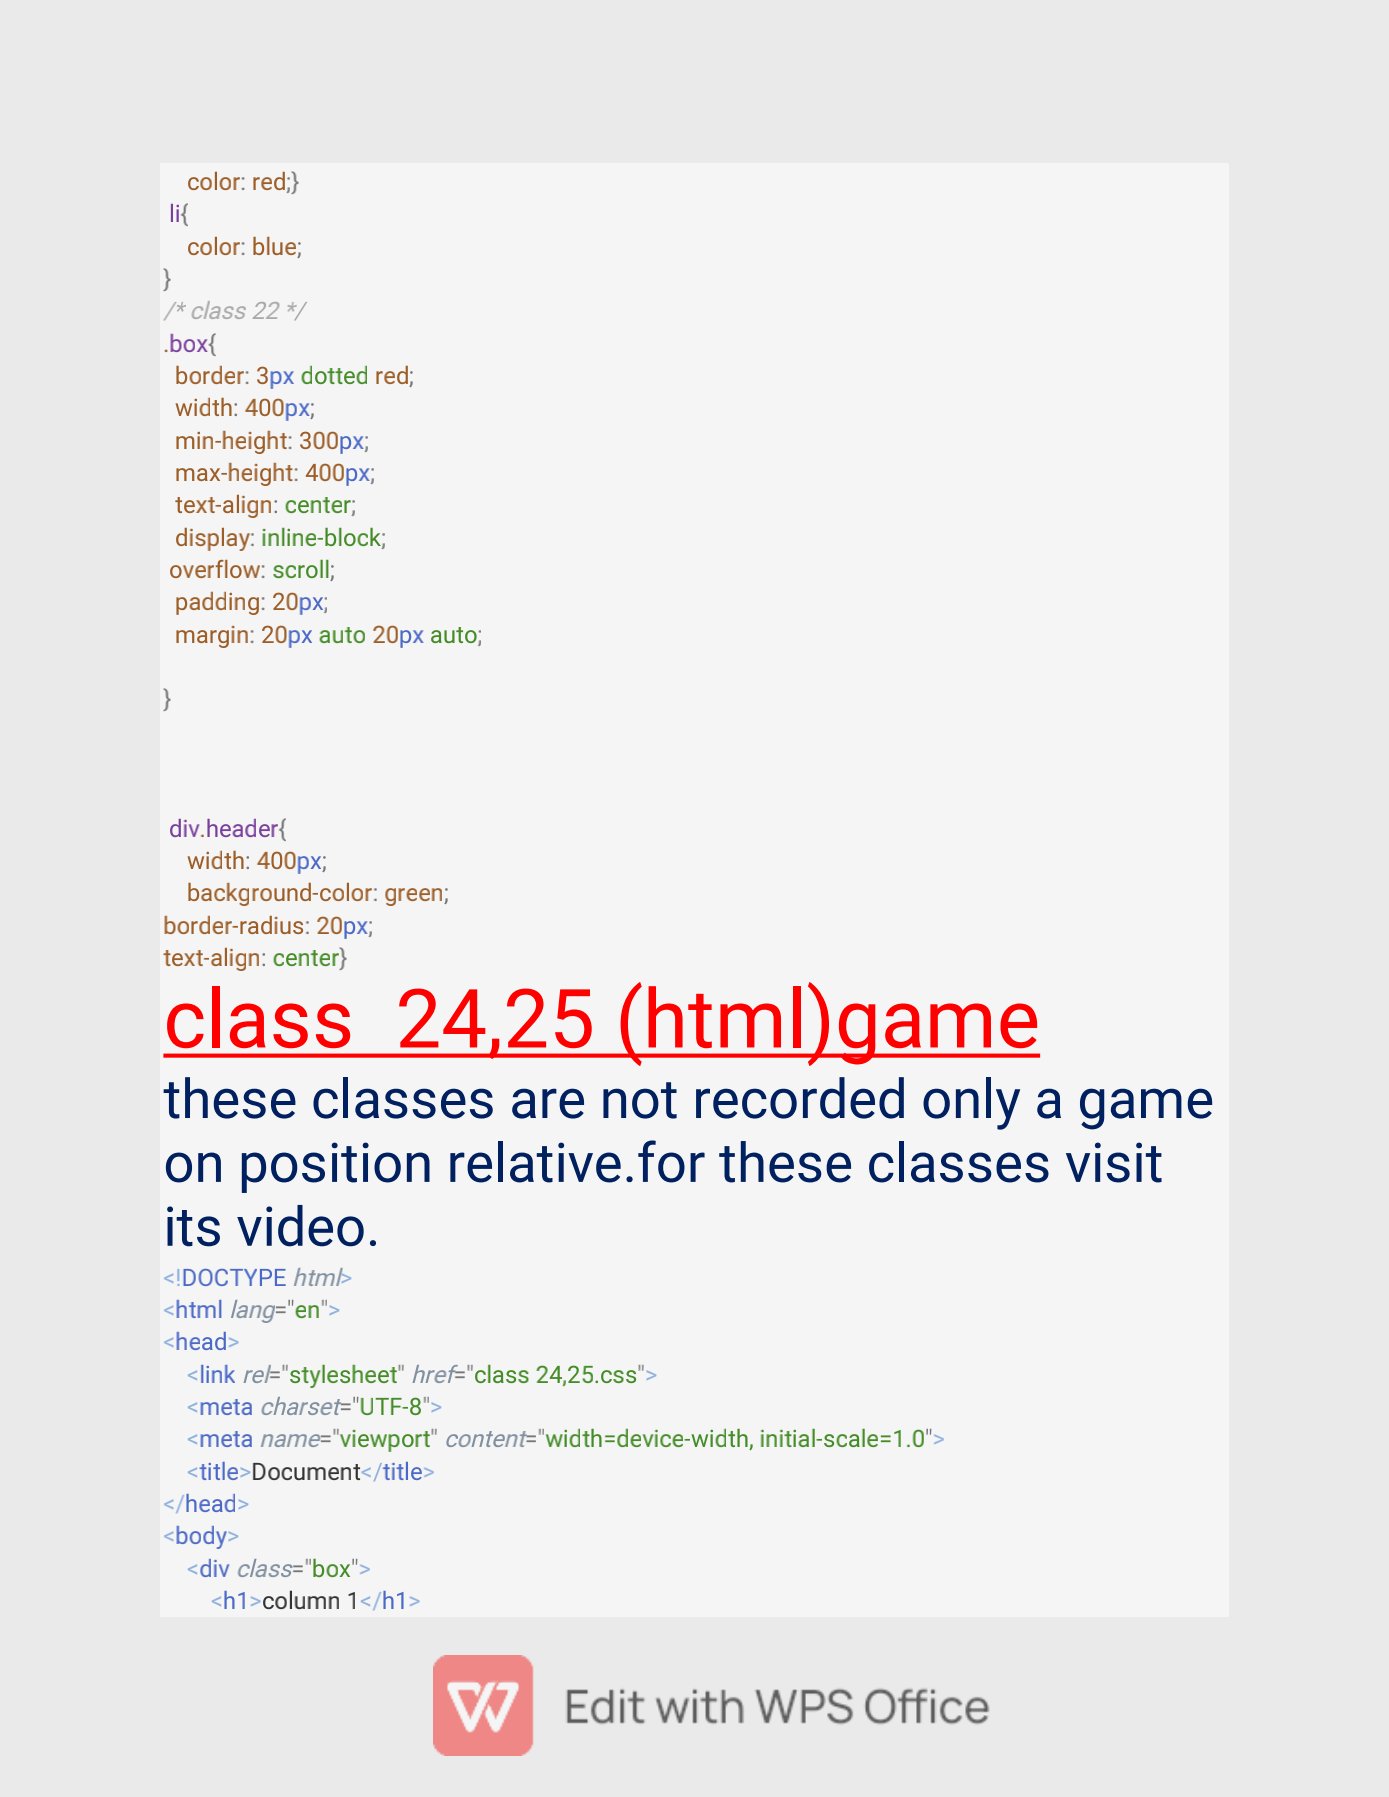 color: red;}
li{
color: blue;
}
/* class 22 */
.box{
border: 3px dotted red;
width: 400px;
min-height: 300px;
max-height: 400px;
text-align: center;
display: inline-block;
overflow: scroll;
padding: 20px;
margin: 20px auto 20px auto;
}
div.header{
width: 400px;
background-color: green;
border-radius: 20px;
text-align: center}
class  24,25 (html)game
these classes are not recorded only a game
on position relative.for these classes visit
its video.
<!DOCTYPE html>
<html lang="en">
<head>
<link rel="stylesheet" href="class 24,25.css">
<meta charset="UTF-8">
<meta name="viewport" content="width=device-width, initial-scale=1.0">
<title>Document</title>
</head>
<body>
<div class="box">
<h1>column 1</h1>
Edit with WPS Office